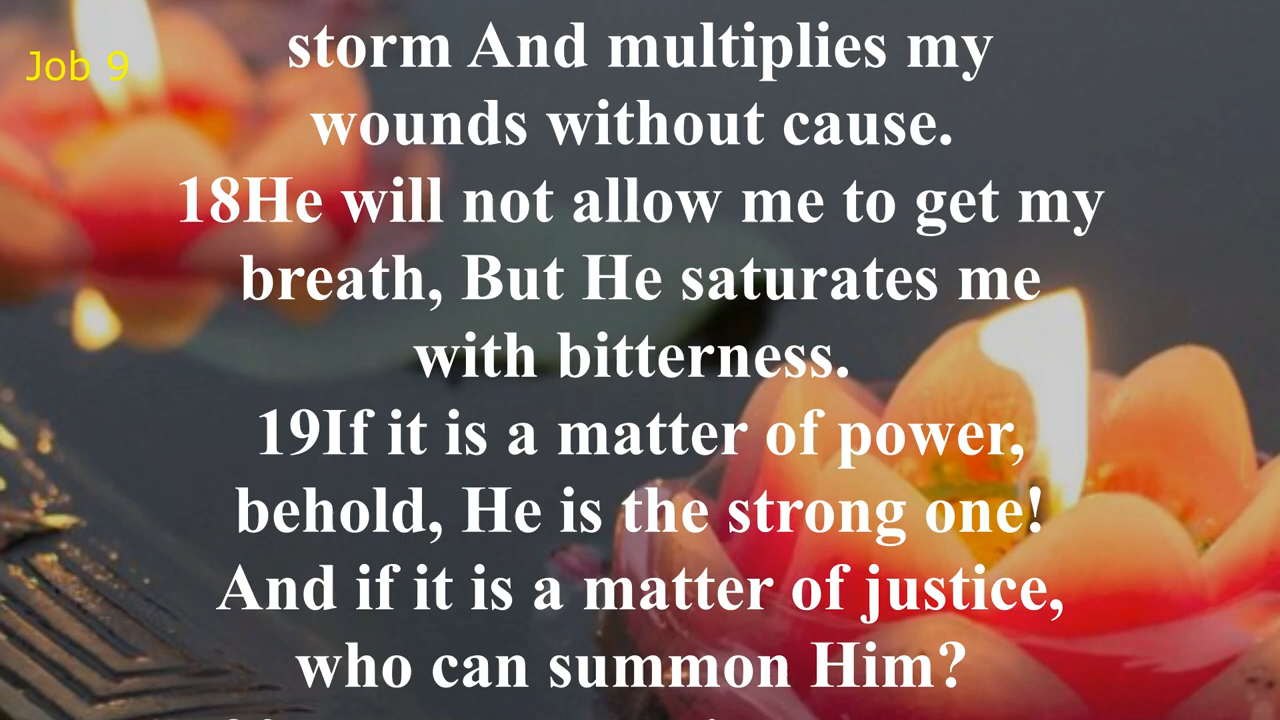 Job 9
storm And multiplies my
wounds without cause.
18He will not allow me to get my
breath, But He saturates me
with bitterness.
19If it is a matter of power,
behold, He is the strong one!
And if it is a matter of justice,
who can summon Him?